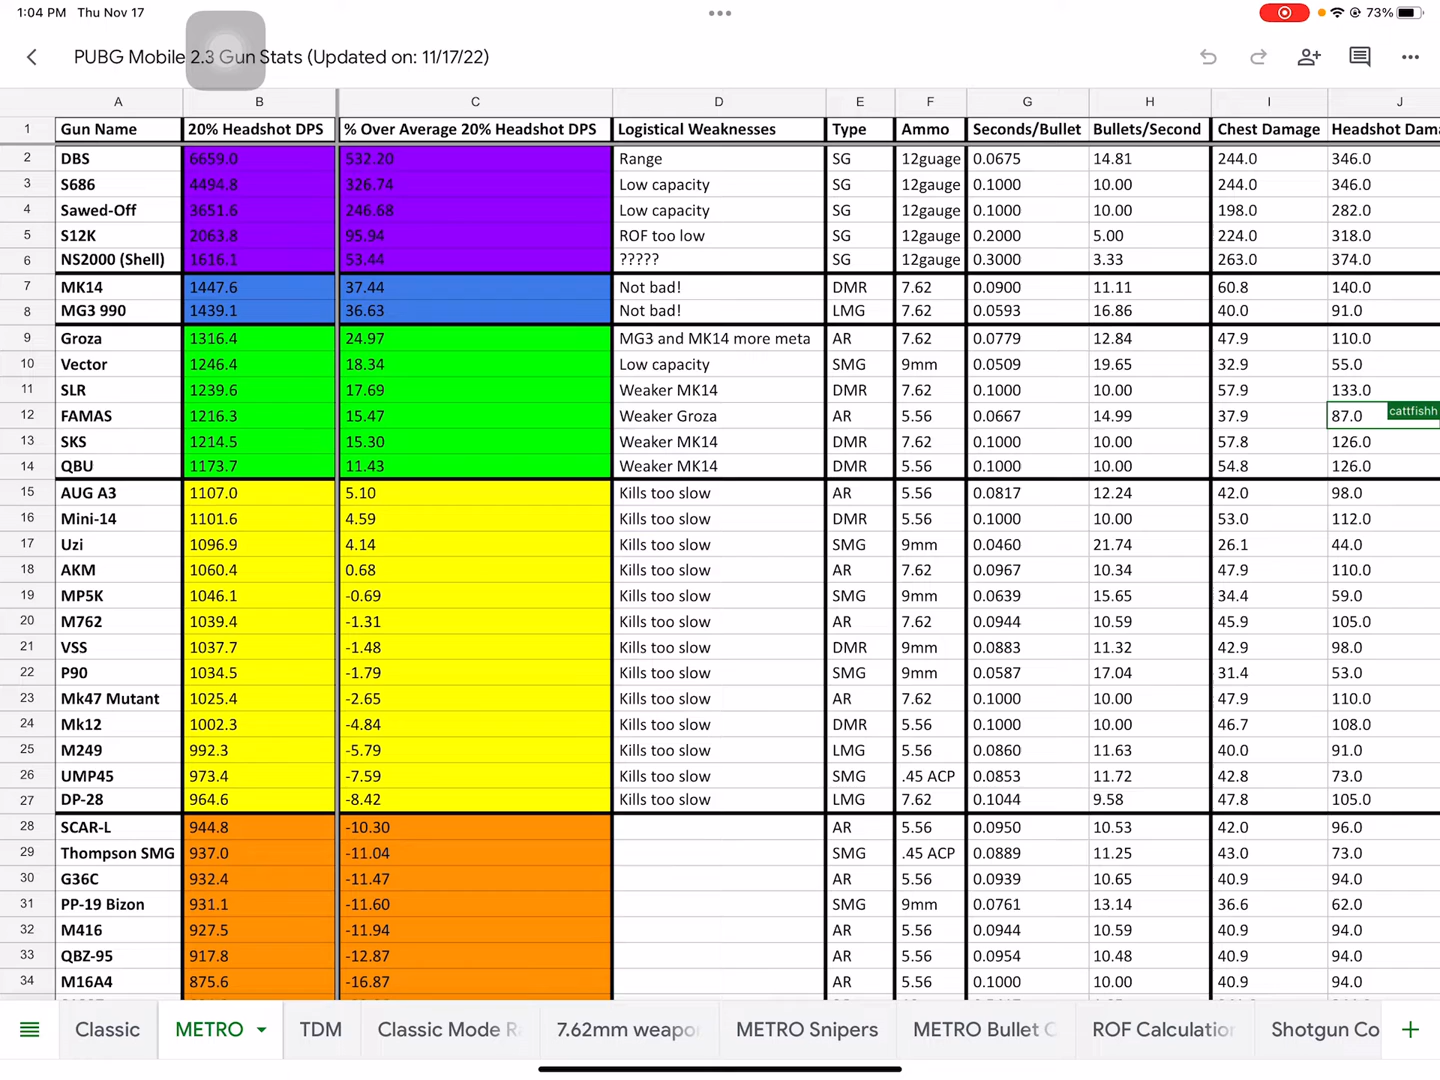 1:04 PM Thu Nov 17
73%
PUBG Mobile 2.3 Gun Stats (Updated on: 11/17/22)
A B C D E F G H I J
1 Gun Name 20% Headshot DPS % Over Average 20% Headshot DPS Logistical Weaknesses Type Ammo Seconds/Bullet Bullets/Second Chest Damage Headshot Dama
2 DBS 6659.0 532.20 Range SG 12guage 0.0675 14.81 244.0 346.0
3 S686 4494.8 326.74 Low capacity SG 12gauge 0.1000 10.00 244.0 346.0
4 Sawed-Off 3651.6 246.68 Low capacity SG 12gauge 0.1000 10.00 198.0 282.0
5 S12K 2063.8 95.94 ROF too low SG 12gauge 0.2000 5.00 224.0 318.0
6 NS2000 (Shell) 1616.1 53.44 ????? SG 12gauge 0.3000 3.33 263.0 374.0
7 MK14 1447.6 37.44 Not bad! DMR 7.62 0.0900 11.11 60.8 140.0
8 MG3 990 1439.1 36.63 Not bad! LMG 7.62 0.0593 16.86 40.0 91.0
9 Groza 1316.4 24.97 MG3 and MK14 more meta AR 7.62 0.0779 12.84 47.9 110.0
10 Vector 1246.4 18.34 Low capacity SMG 9mm 0.0509 19.65 32.9 55.0
11 SLR 1239.6 17.69 Weaker MK14 DMR 7.62 0.1000 10.00 57.9 133.0
12 FAMAS 1216.3 15.47 Weaker Groza AR 5.56 0.0667 14.99 37.9 87.0 cattfishh
13 SKS 1214.5 15.30 Weaker MK14 DMR 7.62 0.1000 10.00 57.8 126.0
14 QBU 1173.7 11.43 Weaker MK14 DMR 5.56 0.1000 10.00 54.8 126.0
15 AUG A3 1107.0 5.10 Kills too slow AR 5.56 0.0817 12.24 42.0 98.0
16 Mini-14 1101.6 4.59 Kills too slow DMR 5.56 0.1000 10.00 53.0 112.0
17 Uzi 1096.9 4.14 Kills too slow SMG 9mm 0.0460 21.74 26.1 44.0
18 AKM 1060.4 0.68 Kills too slow AR 7.62 0.0967 10.34 47.9 110.0
19 MP5K 1046.1 -0.69 Kills too slow SMG 9mm 0.0639 15.65 34.4 59.0
20 M762 1039.4 -1.31 Kills too slow AR 7.62 0.0944 10.59 45.9 105.0
21 VSS 1037.7 -1.48 Kills too slow DMR 9mm 0.0883 11.32 42.9 98.0
22 P90 1034.5 -1.79 Kills too slow SMG 9mm 0.0587 17.04 31.4 53.0
23 Mk47 Mutant 1025.4 -2.65 Kills too slow AR 7.62 0.1000 10.00 47.9 110.0
24 Mk12 1002.3 -4.84 Kills too slow DMR 5.56 0.1000 10.00 46.7 108.0
25 M249 992.3 -5.79 Kills too slow LMG 5.56 0.0860 11.63 40.0 91.0
26 UMP45 973.4 -7.59 Kills too slow SMG .45 ACP 0.0853 11.72 42.8 73.0
27 DP-28 964.6 -8.42 Kills too slow LMG 7.62 0.1044 9.58 47.8 105.0
28 SCAR-L 944.8 -10.30 AR 5.56 0.0950 10.53 42.0 96.0
29 Thompson SMG 937.0 -11.04 SMG .45 ACP 0.0889 11.25 43.0 73.0
30 G36C 932.4 -11.47 AR 5.56 0.0939 10.65 40.9 94.0
31 PP-19 Bizon 931.1 -11.60 SMG 9mm 0.0761 13.14 36.6 62.0
32 M416 927.5 -11.94 AR 5.56 0.0944 10.59 40.9 94.0
33 QBZ-95 917.8 -12.87 AR 5.56 0.0954 10.48 40.9 94.0
34 M16A4 875.6 -16.87 AR 5.56 0.1000 10.00 40.9 94.0
Classic METRO TDM Classic Mode R 7.62mm weapo METRO Snipers METRO Bullet C ROF Calculation Shotgun Co